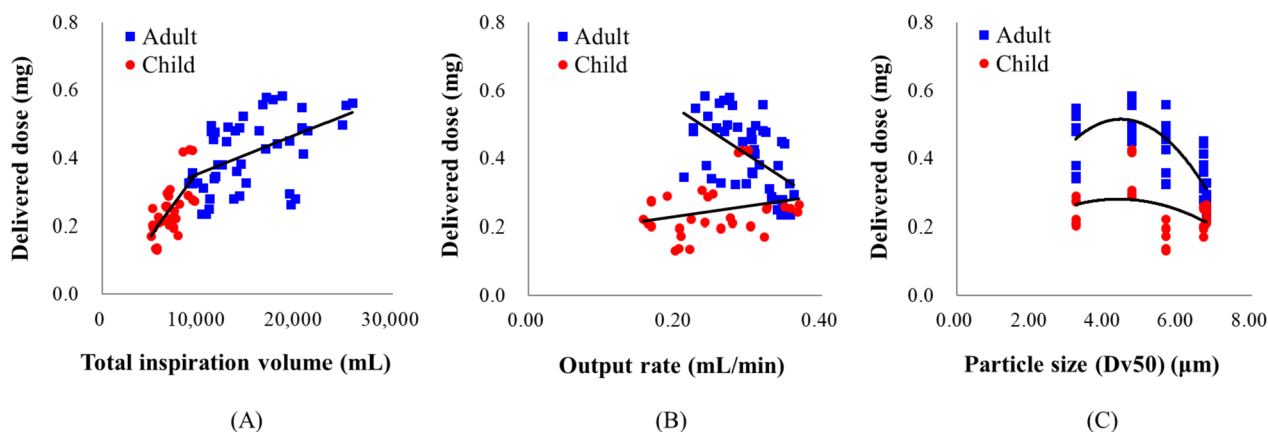 0.8
0.6
0.4
0.2
0.0
Delivered dose (mg)
Adult
Child
0 10,000 20,000 30,000
Total inspiration volume (mL)
(A)
0.8
0.6
0.4
0.2
0.0
Delivered dose (mg)
Adult
Child
0.00 0.20 0.40
Output rate (mL/min)
(B)
0.8
0.6
0.4
0.2
0.0
Delivered dose (mg)
Adult
Child
0.00 2.00 4.00 6.00 8.00
Particle size (Dv50) (μm)
(C)